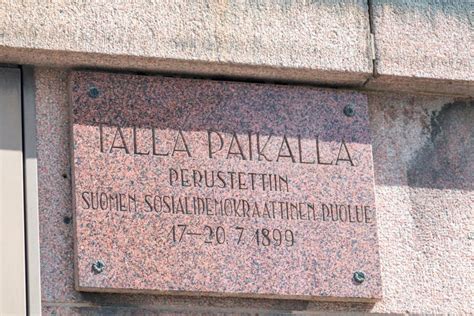 TÄLLÄ PAIKALLA
PERUSTETTIIN
SUOMEN SOSIALIDEMOKRAATTINEN PUOLUE
17–20.7.1899